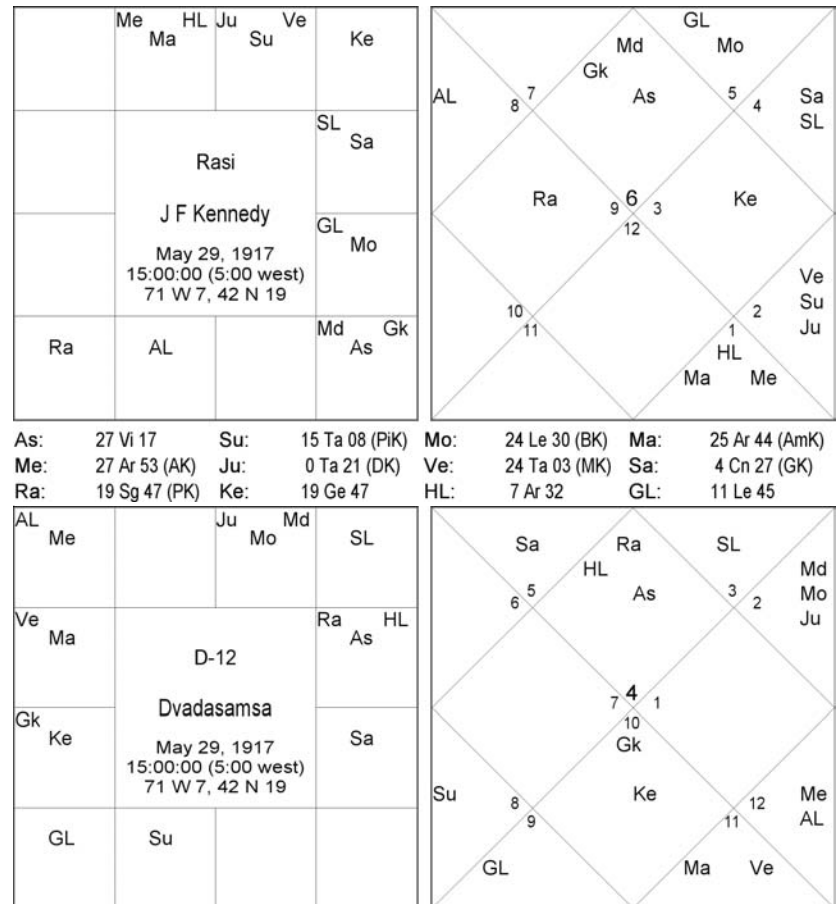 Me HL Ju Ve
Ma Su Ke
SL
Sa
Rasi
J F Kennedy
GL
Mo
May 29, 1917
15:00:00 (5:00 west)
71 W 7, 42 N 19
Md Gk
Ra AL As
GL
Md Mo
Gk
AL 7 As 5 Sa
8 4 SL
Ra 6 Ke
9 3
12
Ve
10 2 Su
11 1 Ju
HL
Ma Me
As: 27 Vi 17 Su: 15 Ta 08 (PiK) Mo: 24 Le 30 (BK) Ma: 25 Ar 44 (AmK)
Me: 27 Ar 53 (AK) Ju: 0 Ta 21 (DK) Ve: 24 Ta 03 (MK) Sa: 4 Cn 27 (GK)
Ra: 19 Sg 47 (PK) Ke: 19 Ge 47 HL: 7 Ar 32 GL: 11 Le 45
AL Ju Md
Me Mo SL
Ve Ra HL
Ma As
D-12
Dvadasamsa
Gk
Ke Sa
May 29, 1917
15:00:00 (5:00 west)
71 W 7, 42 N 19
GL Su
Sa Ra SL
HL Md
5 As 3 Mo
6 2 Ju
4
7 1
10
Gk
Su 8 Ke 12 Me
9 11 AL
GL Ma Ve